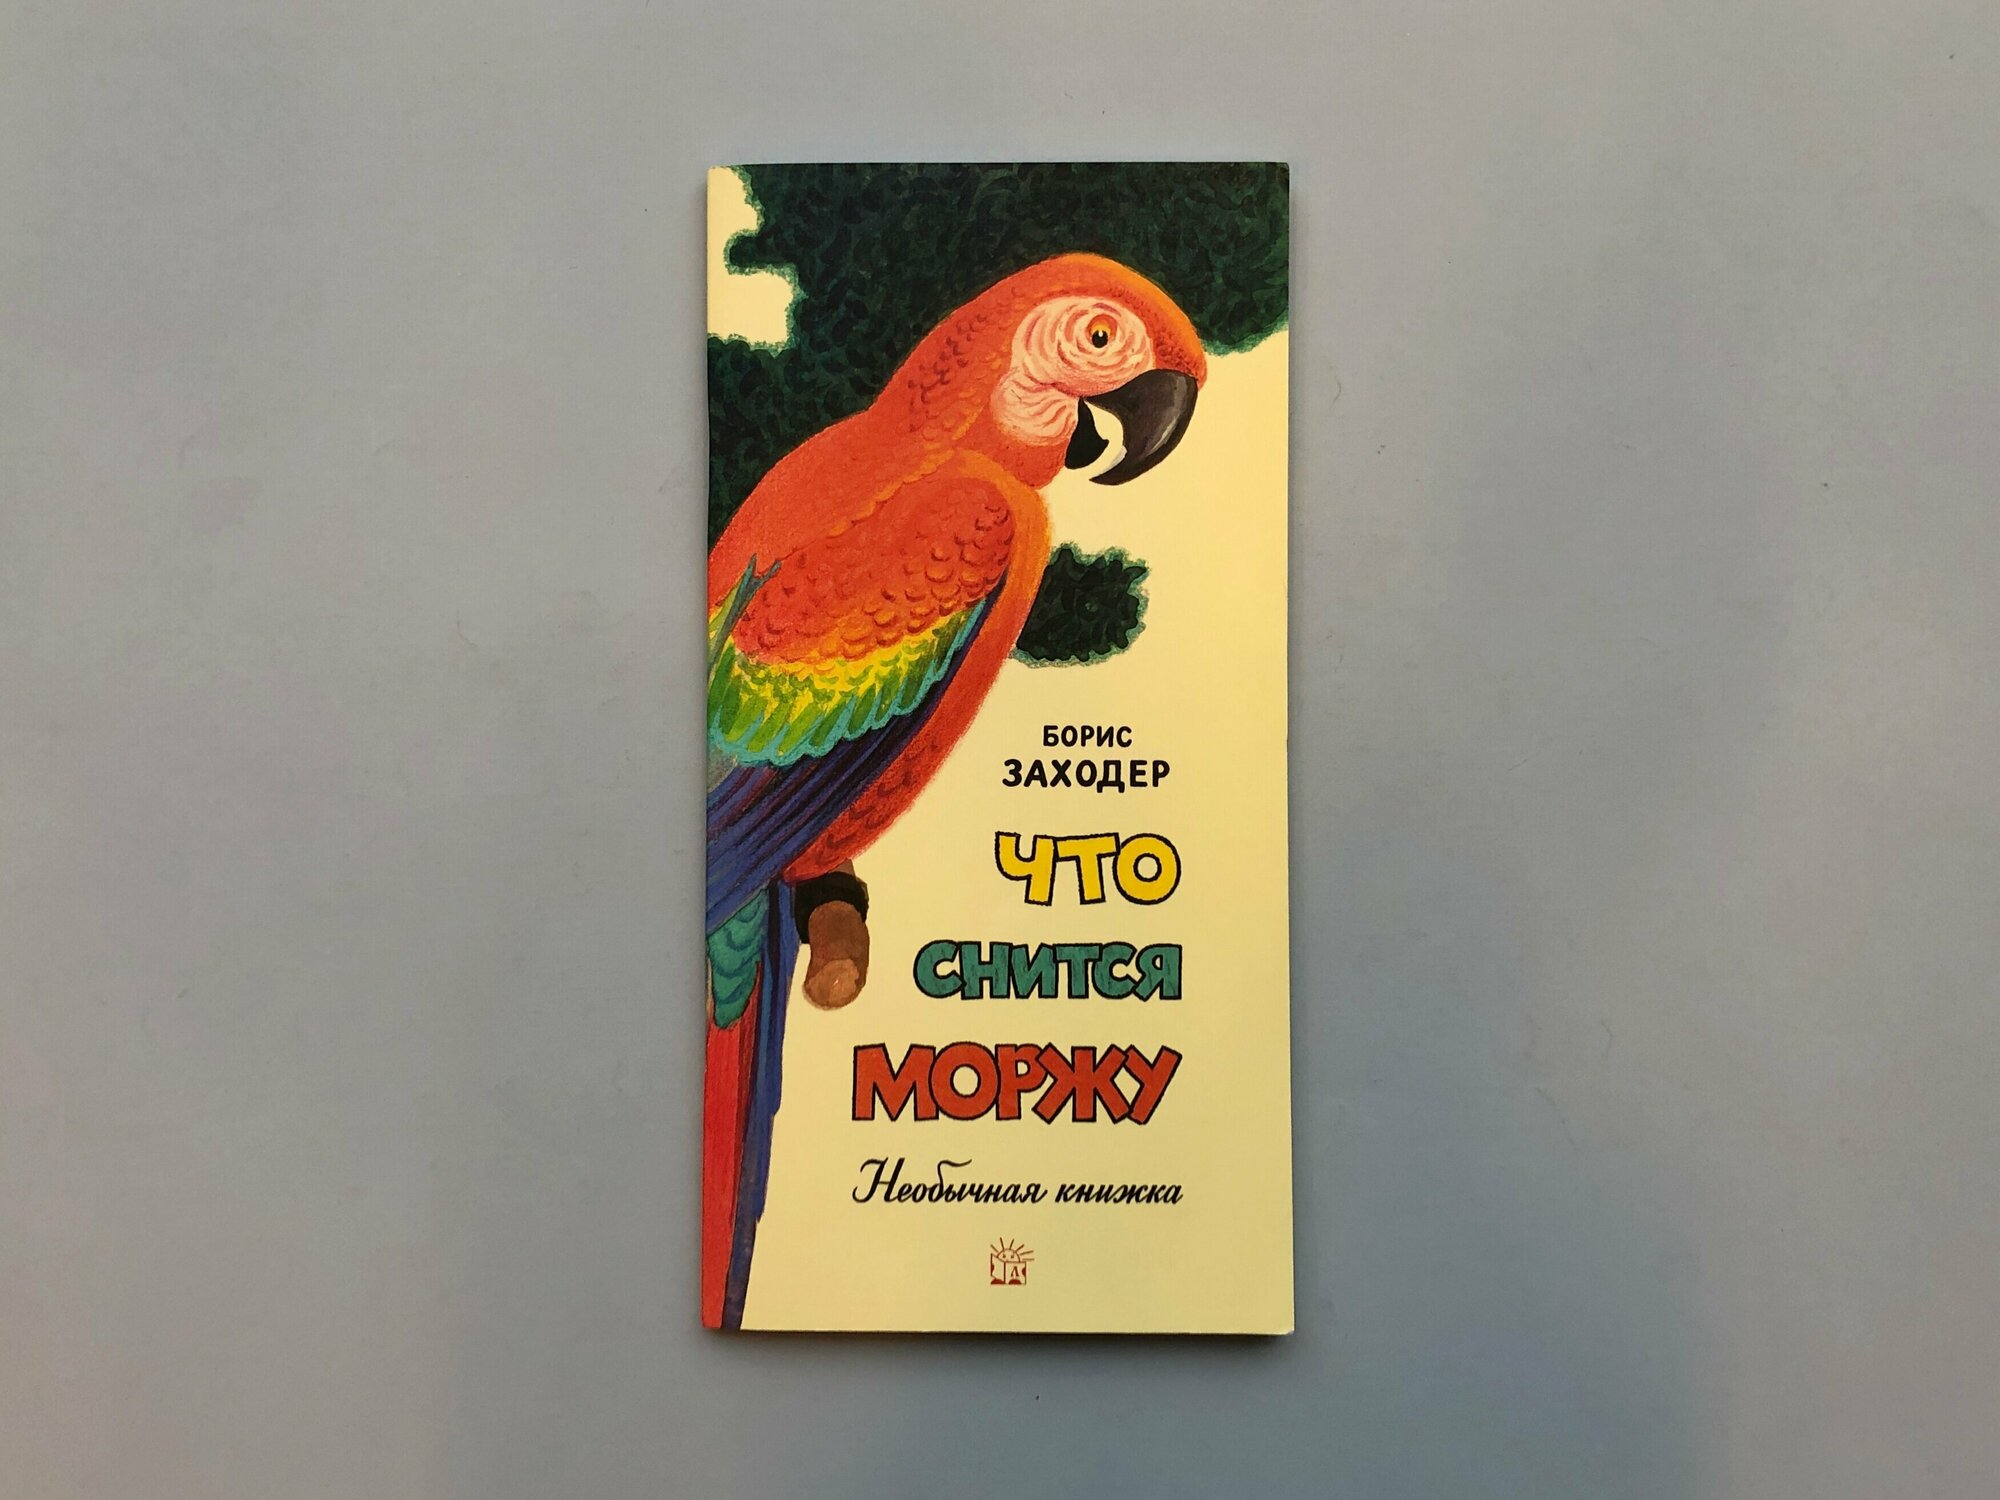 БОРИС
ЗАХОДЕР
ЧТО
СНИТСЯ
МОРЖУ
Необычная книжка
Л